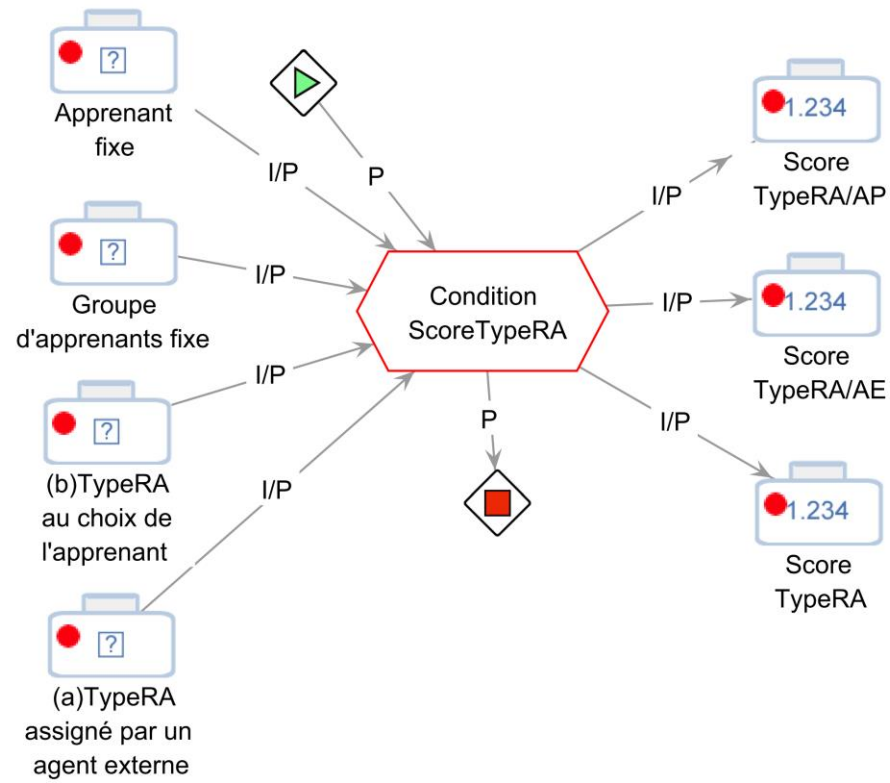 ?
Apprenant
fixe
I/P
P
?
Groupe
d'apprenants fixe
I/P
?
(b)TypeRA
au choix de
l'apprenant
I/P
?
(a)TypeRA
assigné par un
agent externe
I/P
Condition
ScoreTypeRA
P
I/P
1.234
Score
TypeRA/AP
I/P
1.234
Score
TypeRA/AE
I/P
1.234
Score
TypeRA